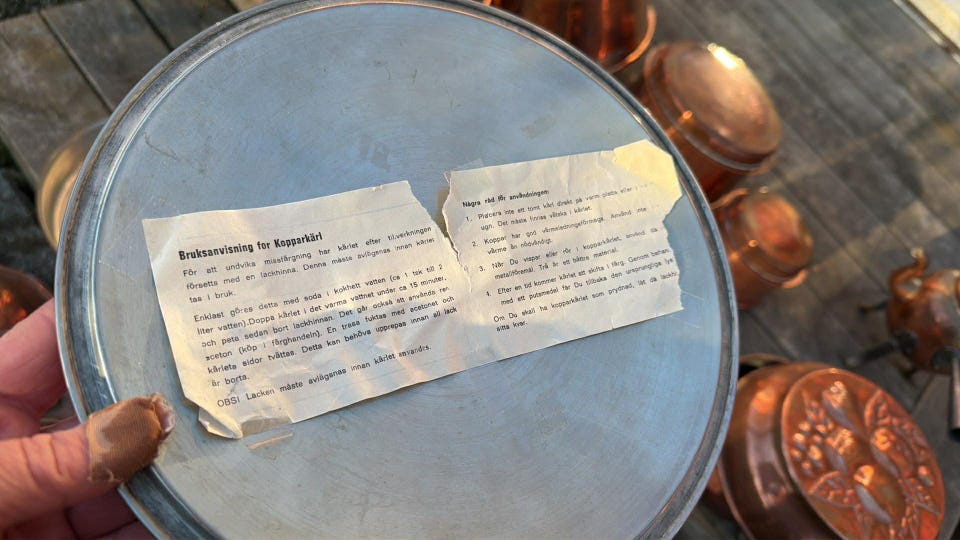 Bruksanvisning for Kopparkärl
För att undvika missfärgning har kärlet efter tillverkningen
försetts med en lackhinna. Denna måste avlägsnas innan kärlet
tas i bruk.
Enklast göres detta med soda i kokhett vatten (ca 1 tsk till 2
liter vatten). Doppa kärlet i det varma vattnet under ca 15 minuter,
och peta sedan bort lackhinnan. Det går också att använda ren
aceton (köp i färghandeln). En trasa fuktas med acetonet och
kärlets sidor tvättas. Detta kan behöva upprepas innan all lack
är borta.
OBS! Lacken måste avlägsnas innan kärlet användes.
Några råd för användningen:
1. Placera inte ett tomt kärl direkt på varm platta eller i
ugn. Det måste finnas vätska i kärlet.
2. Koppar har god värmeledningsförmåga. Använd inte
värme än nödvändigt.
3. När Du vispar eller rör i kopparkärlet, använd
metallföremål. Trä är ett bättre material.
4. Efter en tid kommer kärlet att skifta i färg. Genom behan
med ett putsmedel får Du tillbaka den ursprungliga
Om Du skall ha kopparkärlet som prydnad, låt då
sitta kvar.